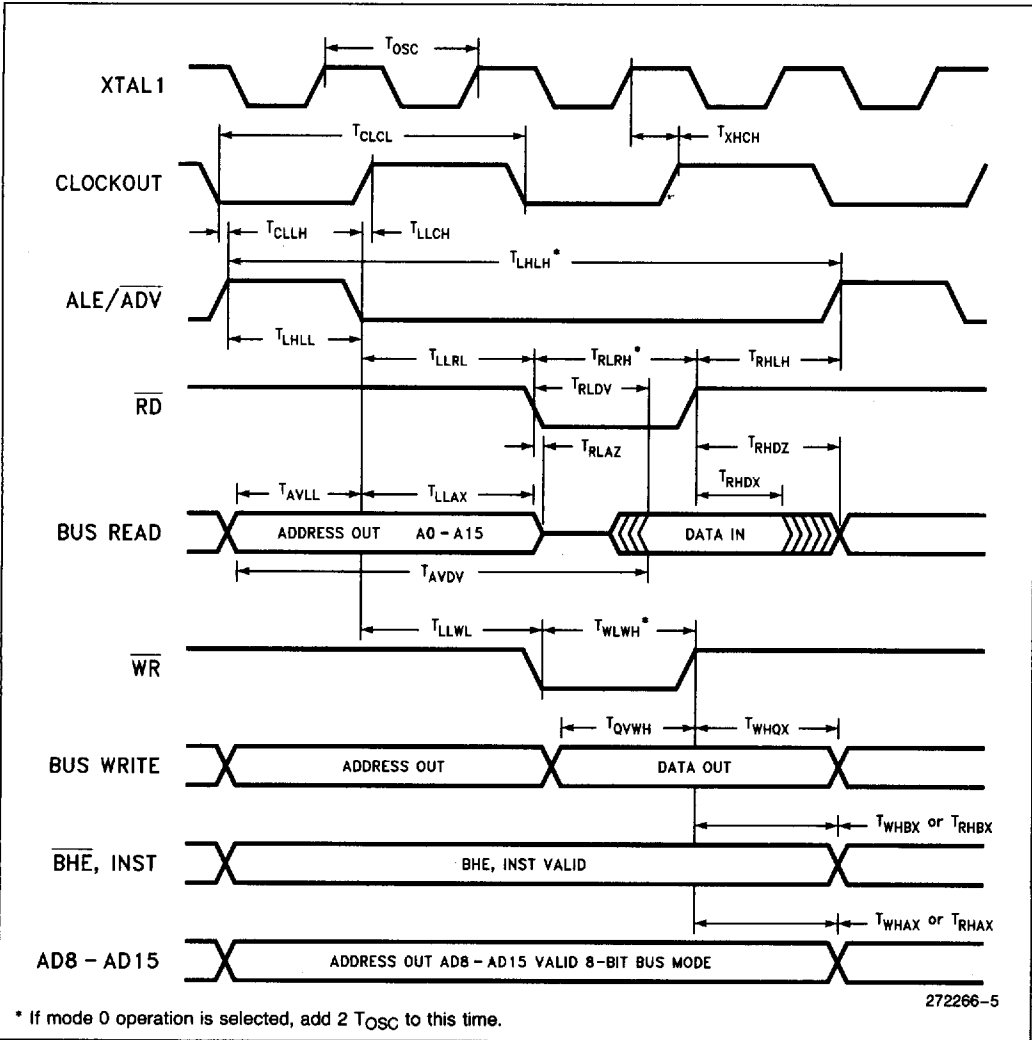 T_OSC
XTAL1
T_CLCL
T_XHCH
CLOCKOUT
T_CLLH
T_LLCH
T_LHLH*
ALE/ADV
T_LHLL
T_LLRL
T_RLRH*
T_RHLH
T_RLDV
RD
T_RLAZ
T_RHDZ
T_RHDX
T_AVLL
T_LLAX
BUS READ
ADDRESS OUT A0 - A15
DATA IN
T_AVDV
T_LLWL
T_WLWH*
WR
T_QVWH
T_WHQX
BUS WRITE
ADDRESS OUT
DATA OUT
T_WHBX or T_RHBX
BHE, INST
BHE, INST VALID
T_WHAX or T_RHAX
AD8 - AD15
ADDRESS OUT AD8 - AD15 VALID 8-BIT BUS MODE
272266-5
* If mode 0 operation is selected, add 2 T_OSC to this time.